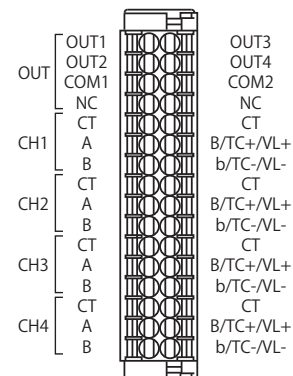 OUT1 OUT3
OUT2 OUT4
OUT
COM1 COM2
NC NC
CT CT
CH1 A B/TC+/VL+
B b/TC-/VL-
CT CT
CH2 A B/TC+/VL+
B b/TC-/VL-
CT CT
CH3 A B/TC+/VL+
B b/TC-/VL-
CT CT
CH4 A B/TC+/VL+
B b/TC-/VL-